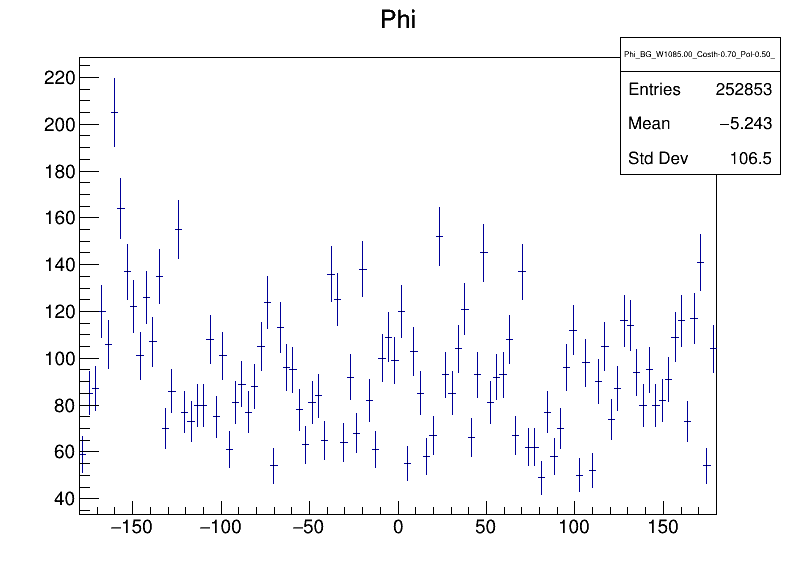 Phi
Phi_BG_W1085.00_Costh-0.70_Pol-0.50_
Entries 252853
Mean −5.243
Std Dev 106.5
220
200
180
160
140
120
100
80
60
40
−150 −100 −50 0 50 100 150